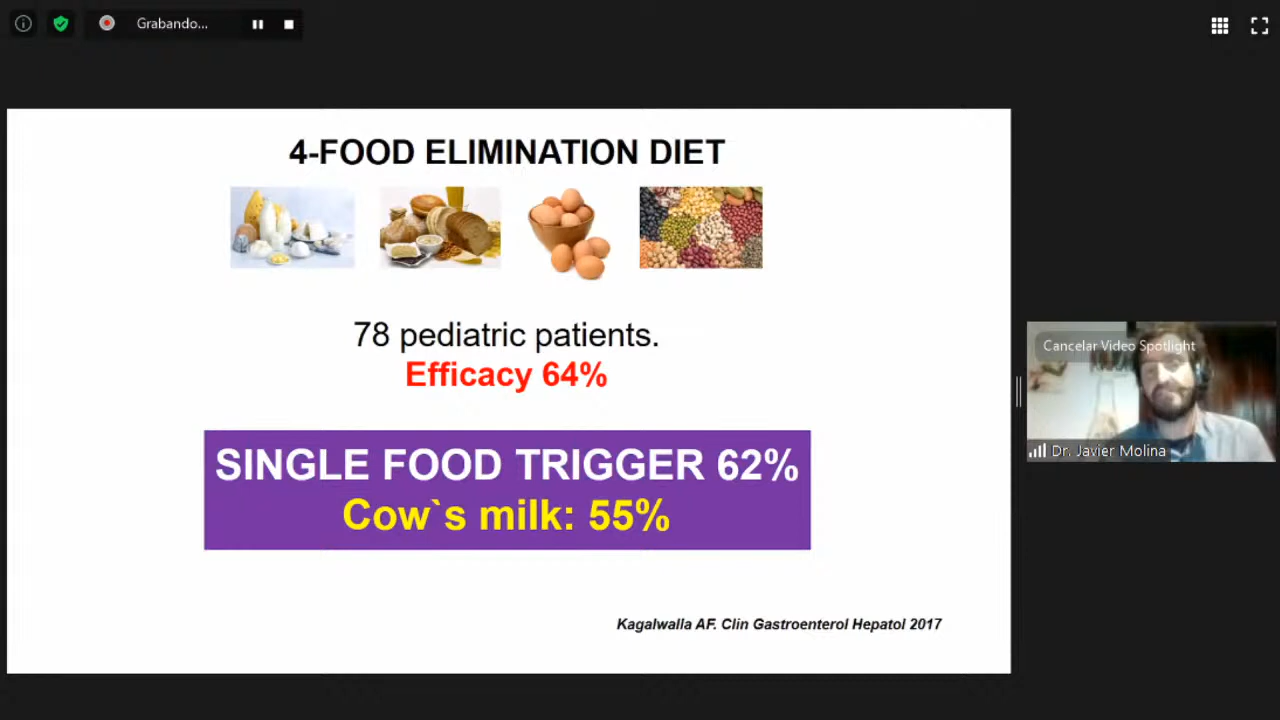 Grabando...
4-FOOD ELIMINATION DIET
78 pediatric patients.
Efficacy 64%
SINGLE FOOD TRIGGER 62%
Cow`s milk: 55%
Kagalwalla AF. Clin Gastroenterol Hepatol 2017
Cancelar Video Spotlight
Dr. Javier Molina